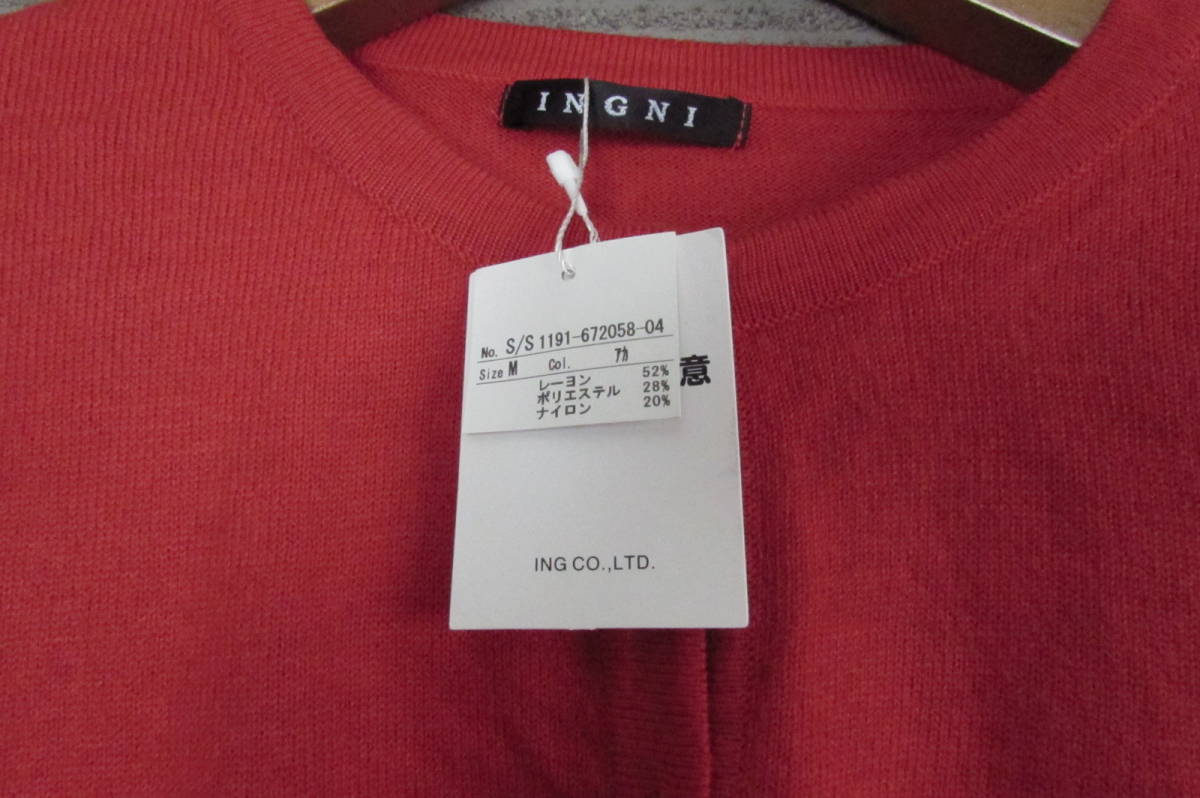 INGNI
No. S/S 1191-672058-04
Size M Col. アカ
レーヨン 52%
ポリエステル 28%
ナイロン 20%
意
ING CO.,LTD.